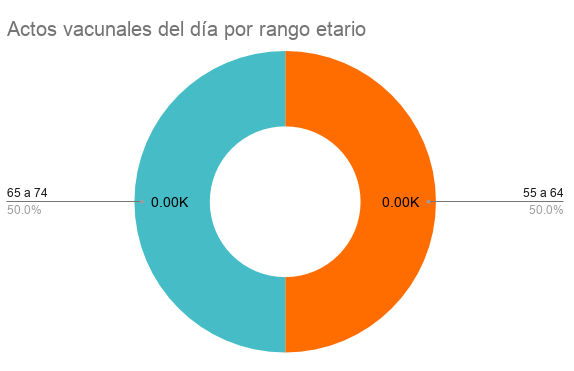 Actos vacunales del día por rango etario
65 a 74
50.0%
0.00K
0.00K
55 a 64
50.0%